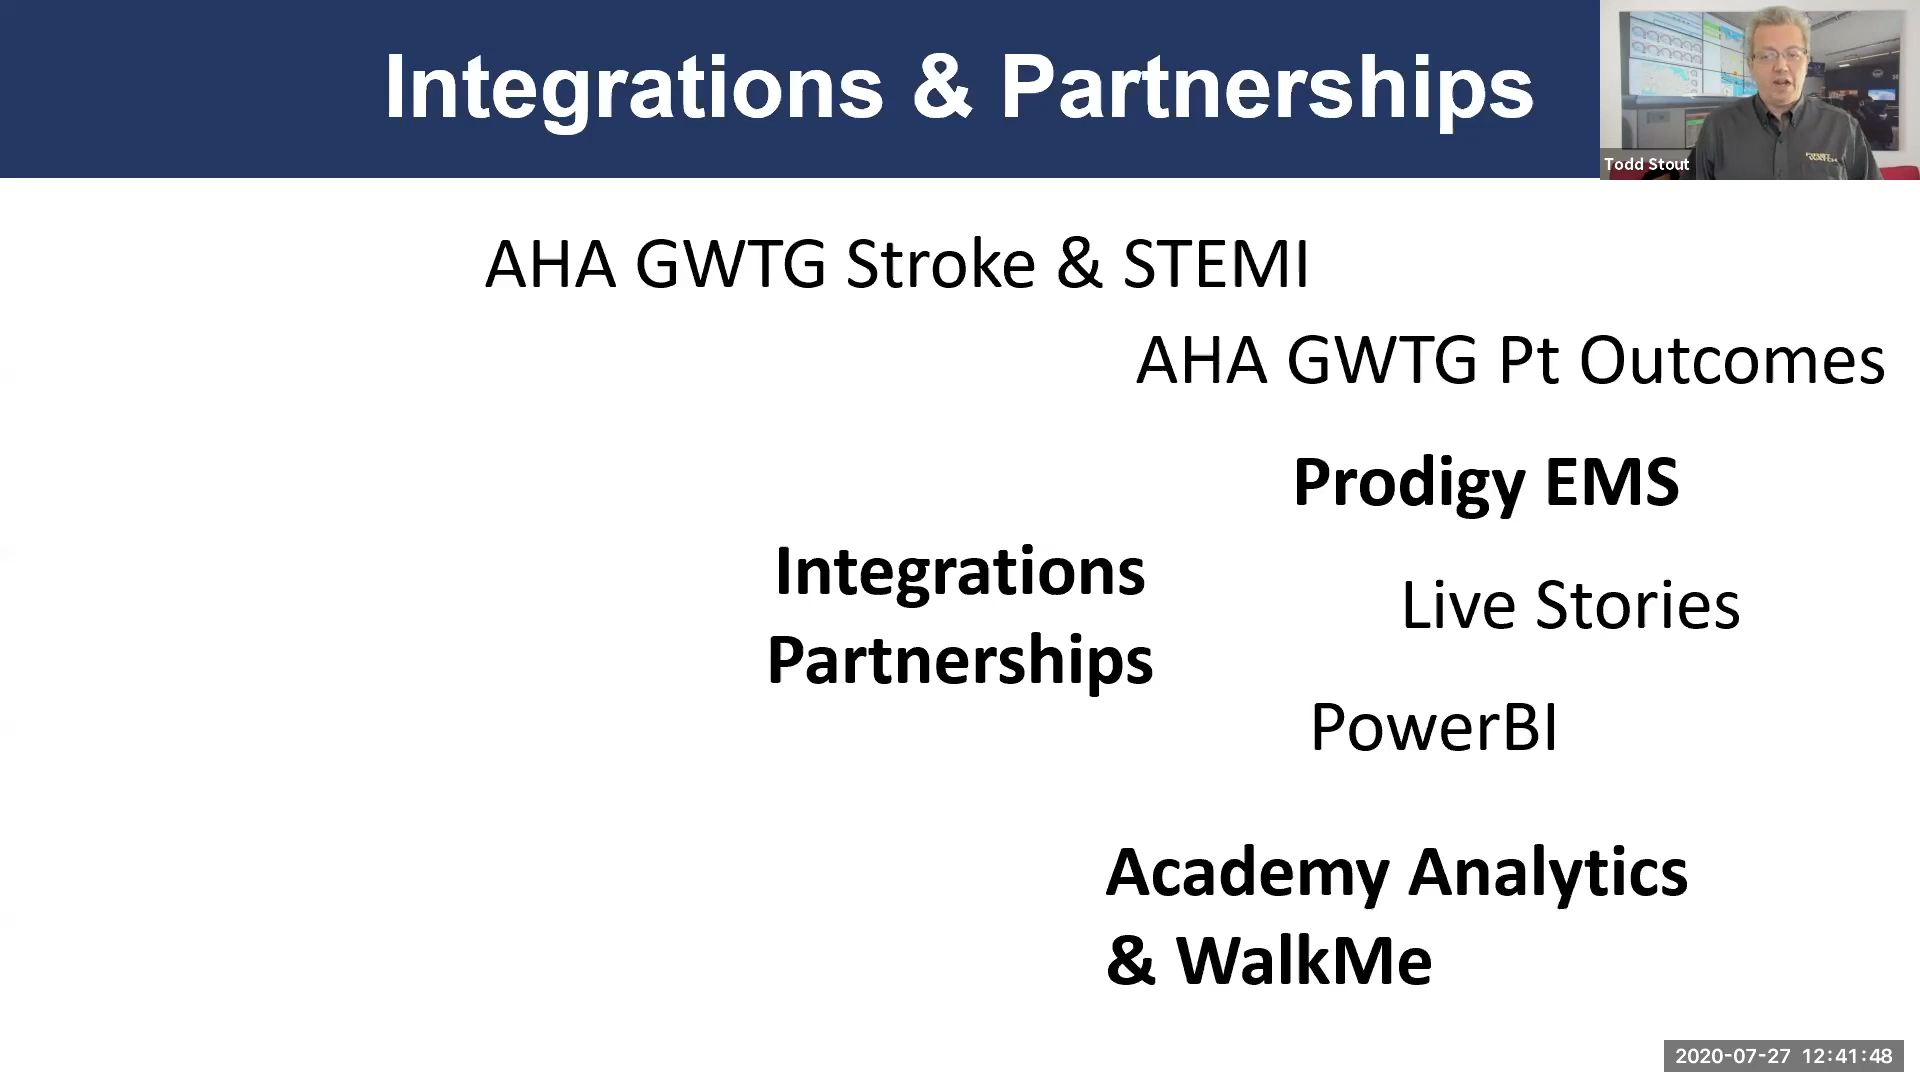 Integrations & Partnerships
Todd Stout
AHA GWTG Stroke & STEMI
AHA GWTG Pt Outcomes
Prodigy EMS
Integrations
Partnerships
Live Stories
PowerBI
Academy Analytics
& WalkMe
2020-07-27 12:41:48